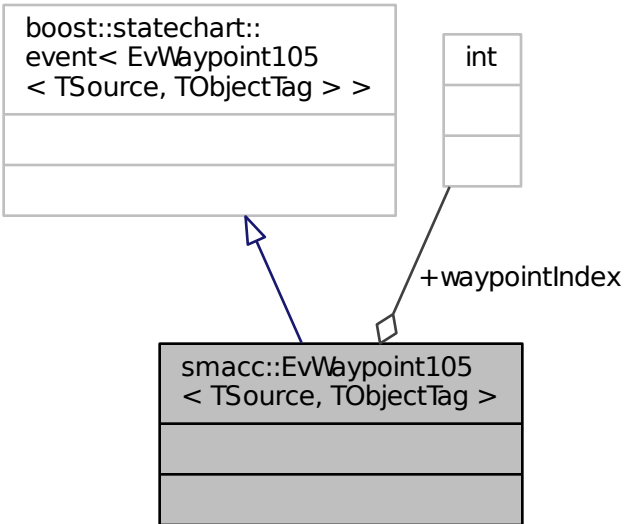 boost::statechart::
event< EvWaypoint105
< TSource, TObjectTag > >
int
+waypointIndex
smacc::EvWaypoint105
< TSource, TObjectTag >